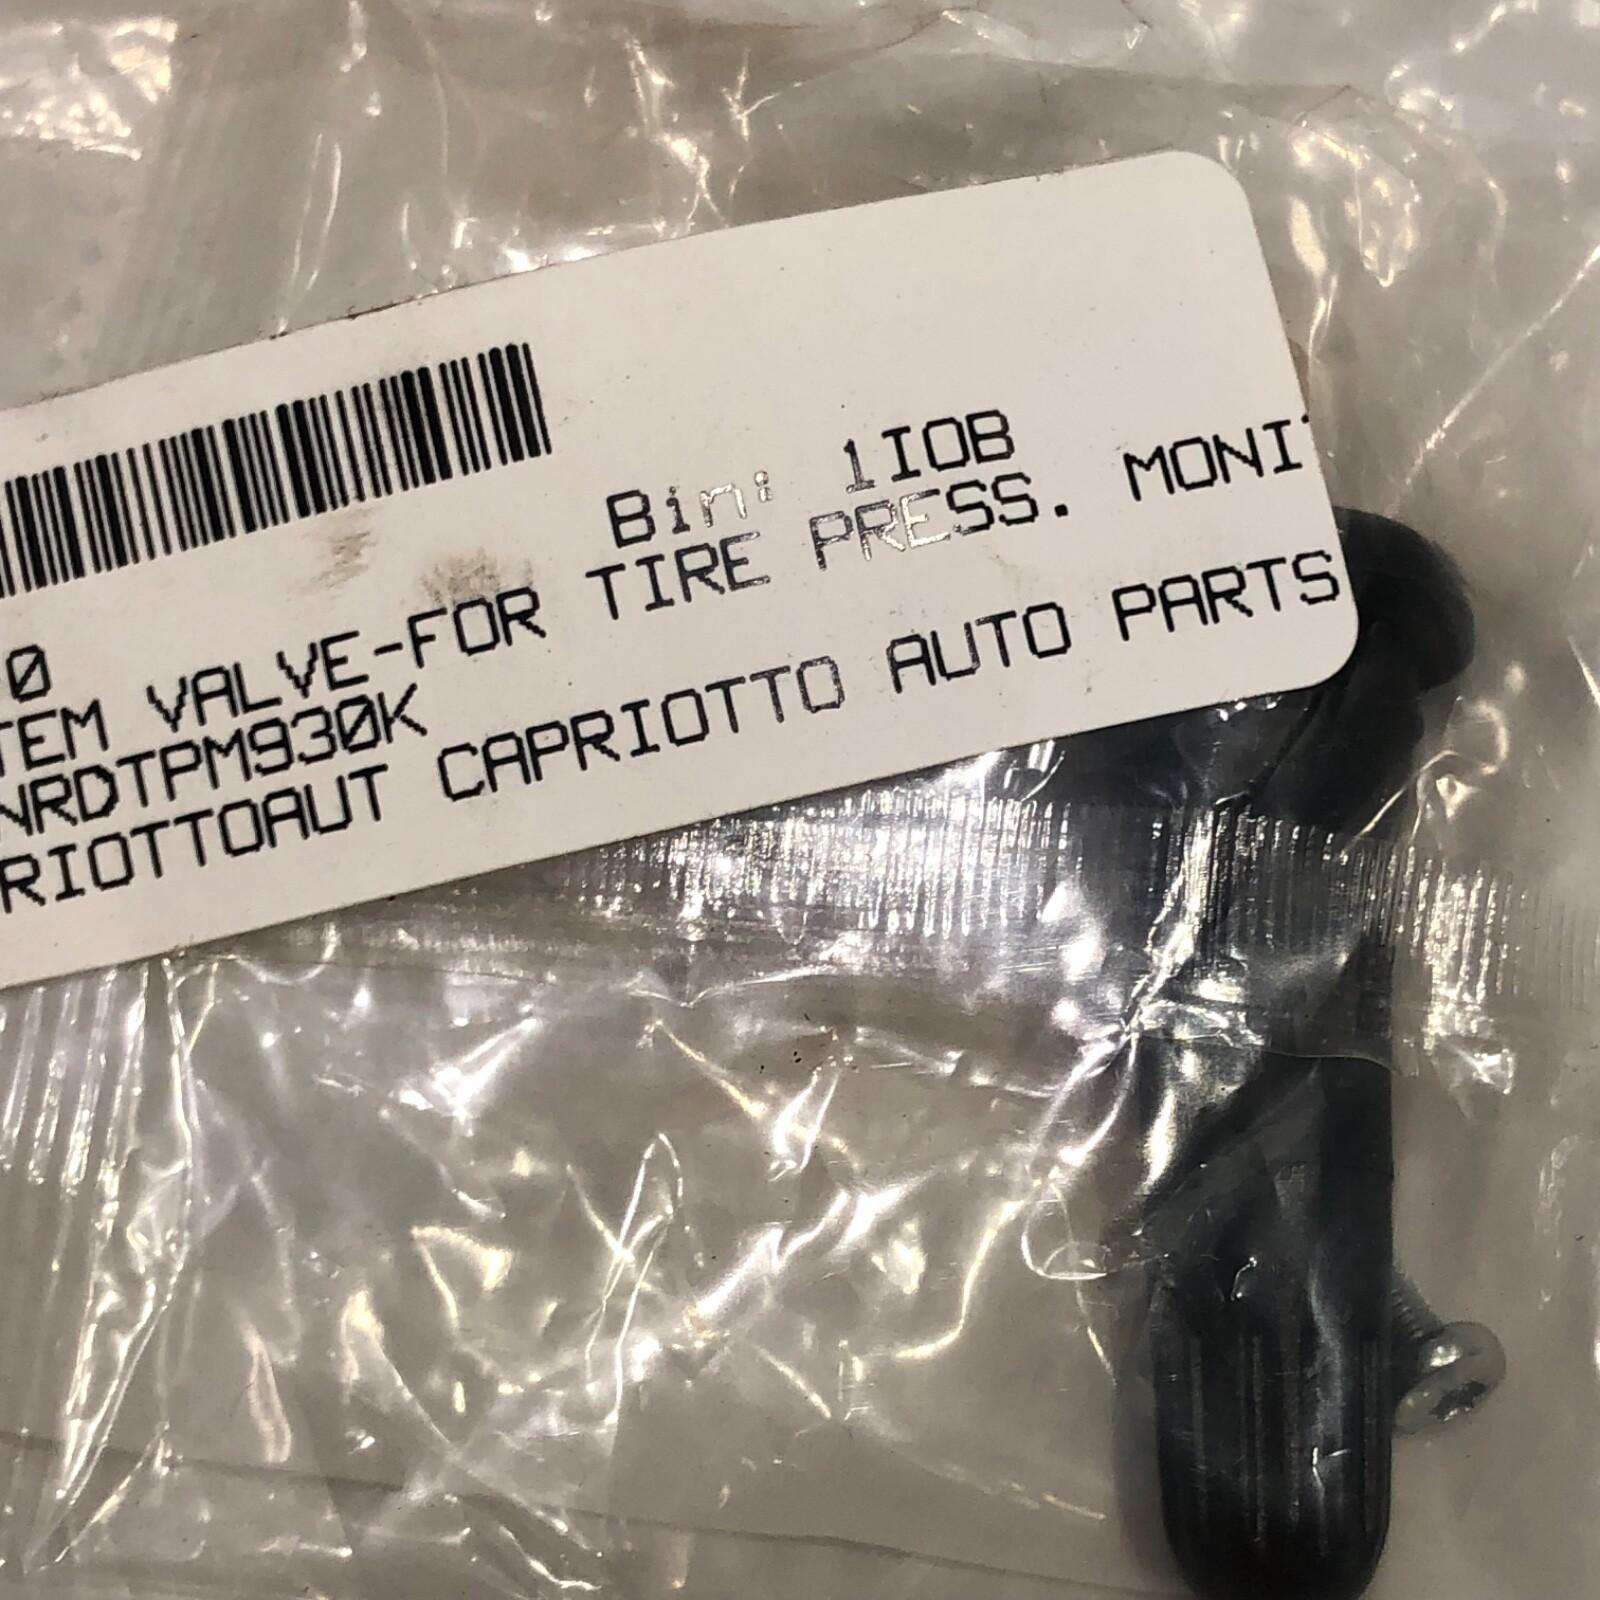 Bin: 1IOB
0
TEM VALVE-FOR TIRE PRESS. MONI
NRDTPM930K
RIOTTOAUT CAPRIOTTO AUTO PARTS